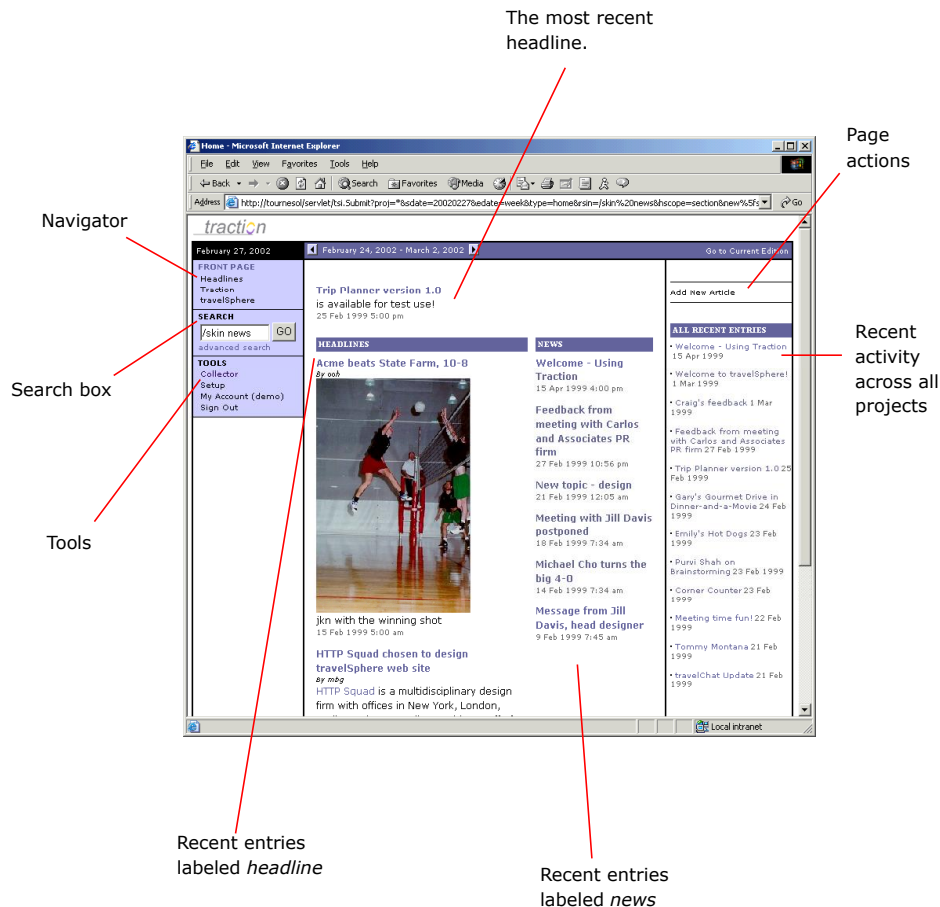 The most recent
headline.
Page
actions
Navigator
Search box
Tools
Recent
activity
across all
projects
Home - Microsoft Internet Explorer
File Edit View Favorites Tools Help
Back Search Favorites Media
Address http://tournesol/servlet/tsi.Submit?proj=*&sdate=20020227&edate=week&type=home&rsin=/skin%20news&hscope=section&new%5fs Go
traction
February 27, 2002
February 24, 2002 - March 2, 2002
Go to Current Edition
FRONT PAGE
Headlines
Traction
travelSphere
SEARCH
/skin news GO
advanced search
TOOLS
Collector
Setup
My Account (demo)
Sign Out
Trip Planner version 1.0
is available for test use!
25 Feb 1999 5:00 pm
HEADLINES
Acme beats State Farm, 10-8
By ooh
jkn with the winning shot
15 Feb 1999 5:00 am
HTTP Squad chosen to design
travelSphere web site
By mbg
HTTP Squad is a multidisciplinary design
firm with offices in New York, London,
NEWS
Welcome - Using
Traction
15 Apr 1999 4:00 pm
Feedback from
meeting with Carlos
and Associates PR
firm
27 Feb 1999 10:56 pm
New topic - design
21 Feb 1999 12:05 am
Meeting with Jill Davis
postponed
18 Feb 1999 7:34 am
Michael Cho turns the
big 4-0
14 Feb 1999 7:34 am
Message from Jill
Davis, head designer
9 Feb 1999 7:45 am
Add New Article
ALL RECENT ENTRIES
• Welcome - Using Traction
15 Apr 1999
• Welcome to travelSphere!
1 Mar 1999
• Craig's feedback 1 Mar
1999
• Feedback from meeting
with Carlos and Associates
PR firm 27 Feb 1999
• Trip Planner version 1.0 25
Feb 1999
• Gary's Gourmet Drive in
Dinner-and-a-Movie 24 Feb
1999
• Emily's Hot Dogs 23 Feb
1999
• Purvi Shah on
Brainstorming 23 Feb 1999
• Corner Counter 23 Feb
1999
• Meeting time fun! 22 Feb
1999
• Tommy Montana 21 Feb
1999
• travelChat Update 21 Feb
1999
Local intranet
Recent entries
labeled headline
Recent entries
labeled news